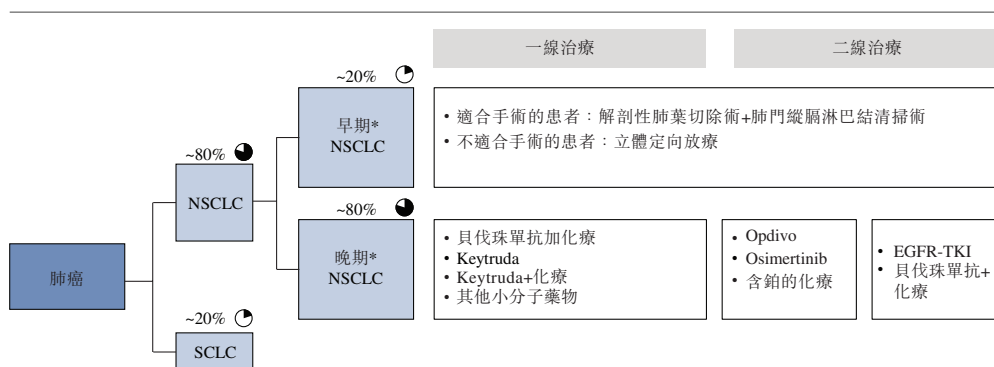 一線治療
二線治療
~20%
早期*
NSCLC
• 適合手術的患者：解剖性肺葉切除術+肺門縱膈淋巴結清掃術
• 不適合手術的患者：立體定向放療
~80%
NSCLC
~80%
晚期*
NSCLC
• 貝伐珠單抗加化療
• Keytruda
• Keytruda+化療
• 其他小分子藥物
• Opdivo
• Osimertinib
• 含鉑的化療
• EGFR-TKI
• 貝伐珠單抗+
化療
肺癌
~20%
SCLC